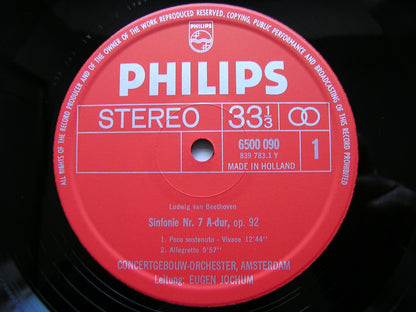 ALL RIGHTS OF THE RECORD PRODUCER AND OF THE OWNER OF THE WORK REPRODUCED RESERVED. COPYING, PUBLIC PERFORMANCE AND BROADCASTING OF THIS RECORD PROHIBITED
PHILIPS
PHILIPS
STEREO 33 1/3
6500 090
839 783.1 Y
MADE IN HOLLAND
1
Ludwig van Beethoven
Sinfonie Nr. 7 A-dur, op. 92
1. Poco sostenuto - Vivace 12'44"
2. Allegretto 9'57"
CONCERTGEBOUW-ORCHESTER, AMSTERDAM
Leitung: EUGEN JOCHUM